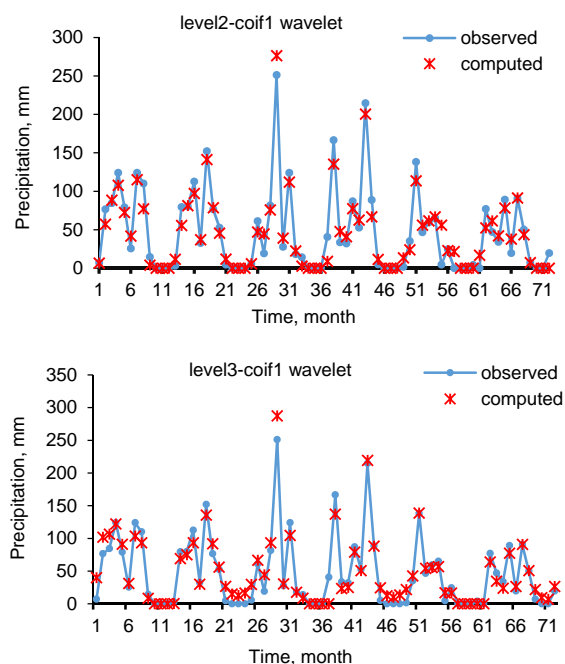 level2-coif1 wavelet
observed
computed
Precipitation, mm
300
250
200
150
100
50
0
1 6 11 16 21 26 31 36 41 46 51 56 61 66 71
Time, month
level3-coif1 wavelet
observed
computed
Precipitation, mm
350
300
250
200
150
100
50
0
1 6 11 16 21 26 31 36 41 46 51 56 61 66 71
Time, month